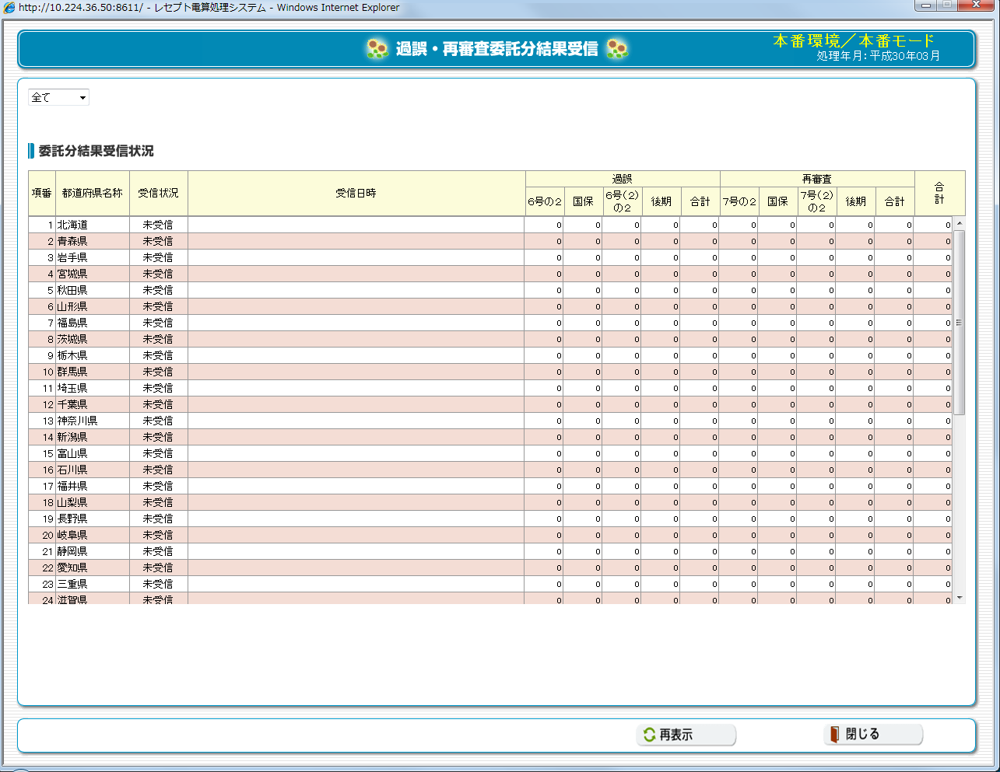 http://10.224.36.50:8611/ - レセプト電算処理システム - Windows Internet Explorer
過誤・再審査委託分結果受信
本番環境／本番モード
処理年月：平成30年03月
全て
委託分結果受信状況
項番 都道府県名称 受信状況 受信日時 過誤 再審査 合計
6号の2 国保 6号(2)の2 後期 合計 7号の2 国保 7号(2)の2 後期 合計
1 北海道 未受信 0 0 0 0 0 0 0 0 0 0 0
2 青森県 未受信 0 0 0 0 0 0 0 0 0 0 0
3 岩手県 未受信 0 0 0 0 0 0 0 0 0 0 0
4 宮城県 未受信 0 0 0 0 0 0 0 0 0 0 0
5 秋田県 未受信 0 0 0 0 0 0 0 0 0 0 0
6 山形県 未受信 0 0 0 0 0 0 0 0 0 0 0
7 福島県 未受信 0 0 0 0 0 0 0 0 0 0 0
8 茨城県 未受信 0 0 0 0 0 0 0 0 0 0 0
9 栃木県 未受信 0 0 0 0 0 0 0 0 0 0 0
10 群馬県 未受信 0 0 0 0 0 0 0 0 0 0 0
11 埼玉県 未受信 0 0 0 0 0 0 0 0 0 0 0
12 千葉県 未受信 0 0 0 0 0 0 0 0 0 0 0
13 神奈川県 未受信 0 0 0 0 0 0 0 0 0 0 0
14 新潟県 未受信 0 0 0 0 0 0 0 0 0 0 0
15 富山県 未受信 0 0 0 0 0 0 0 0 0 0 0
16 石川県 未受信 0 0 0 0 0 0 0 0 0 0 0
17 福井県 未受信 0 0 0 0 0 0 0 0 0 0 0
18 山梨県 未受信 0 0 0 0 0 0 0 0 0 0 0
19 長野県 未受信 0 0 0 0 0 0 0 0 0 0 0
20 岐阜県 未受信 0 0 0 0 0 0 0 0 0 0 0
21 静岡県 未受信 0 0 0 0 0 0 0 0 0 0 0
22 愛知県 未受信 0 0 0 0 0 0 0 0 0 0 0
23 三重県 未受信 0 0 0 0 0 0 0 0 0 0 0
24 滋賀県 未受信 0 0 0 0 0 0 0 0 0 0 0
再表示 閉じる